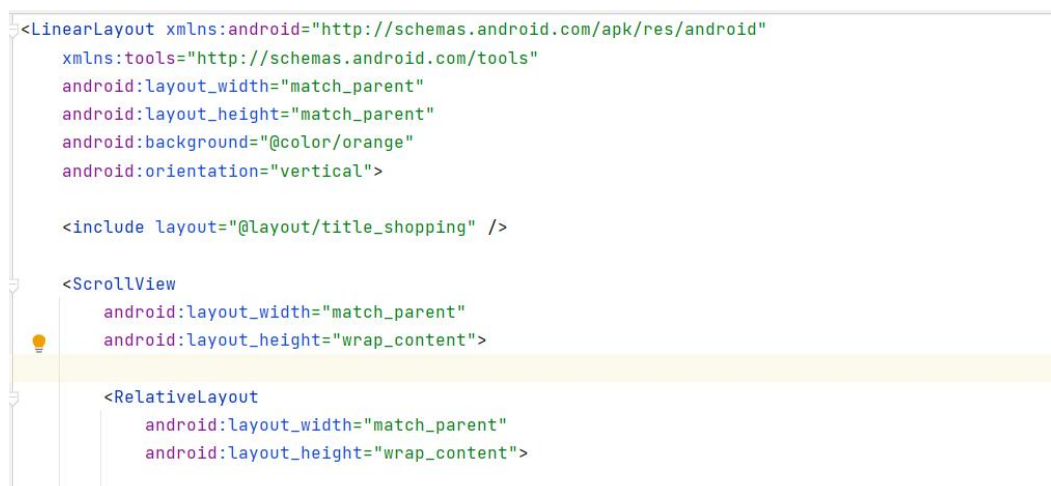 <LinearLayout xmlns:android="http://schemas.android.com/apk/res/android"
    xmlns:tools="http://schemas.android.com/tools"
    android:layout_width="match_parent"
    android:layout_height="match_parent"
    android:background="@color/orange"
    android:orientation="vertical">

    <include layout="@layout/title_shopping" />

    <ScrollView
        android:layout_width="match_parent"
        android:layout_height="wrap_content">

        <RelativeLayout
            android:layout_width="match_parent"
            android:layout_height="wrap_content">